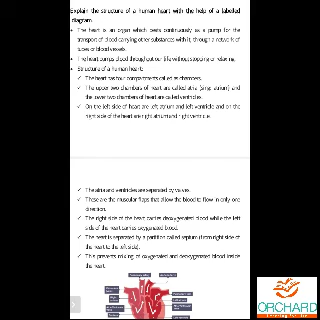 Explain the structure of a human heart with the help of a labelled
diagram.
• The heart is an organ which beats continuously as a pump for the
transport of blood carrying other substances with it, through a network of
tubes or blood vessels.
• The heart pumps blood throughout our life without stopping or relaxing.
• Structure of a human heart:
✓ The heart has four compartments called as chambers.
✓ The upper two chambers of heart are called atria (sing: atrium) and
the lower two chambers of heart are called ventricles.
✓ On the left side of heart are left atrium and left ventricle and on the
right side of the heart are right atrium and right ventricle.
✓ The atria and ventricles are separated by valves.
✓ These are the muscular flaps that allow the blood to flow in only one
direction.
✓ The right side of the heart carries deoxygenated blood while the left
side of the heart carries oxygenated blood.
✓ The heart is separated by a partition called septum (from right side of
the heart to the left side).
✓ This prevents mixing of oxygenated and deoxygenated blood inside
the heart.
ORCHARD